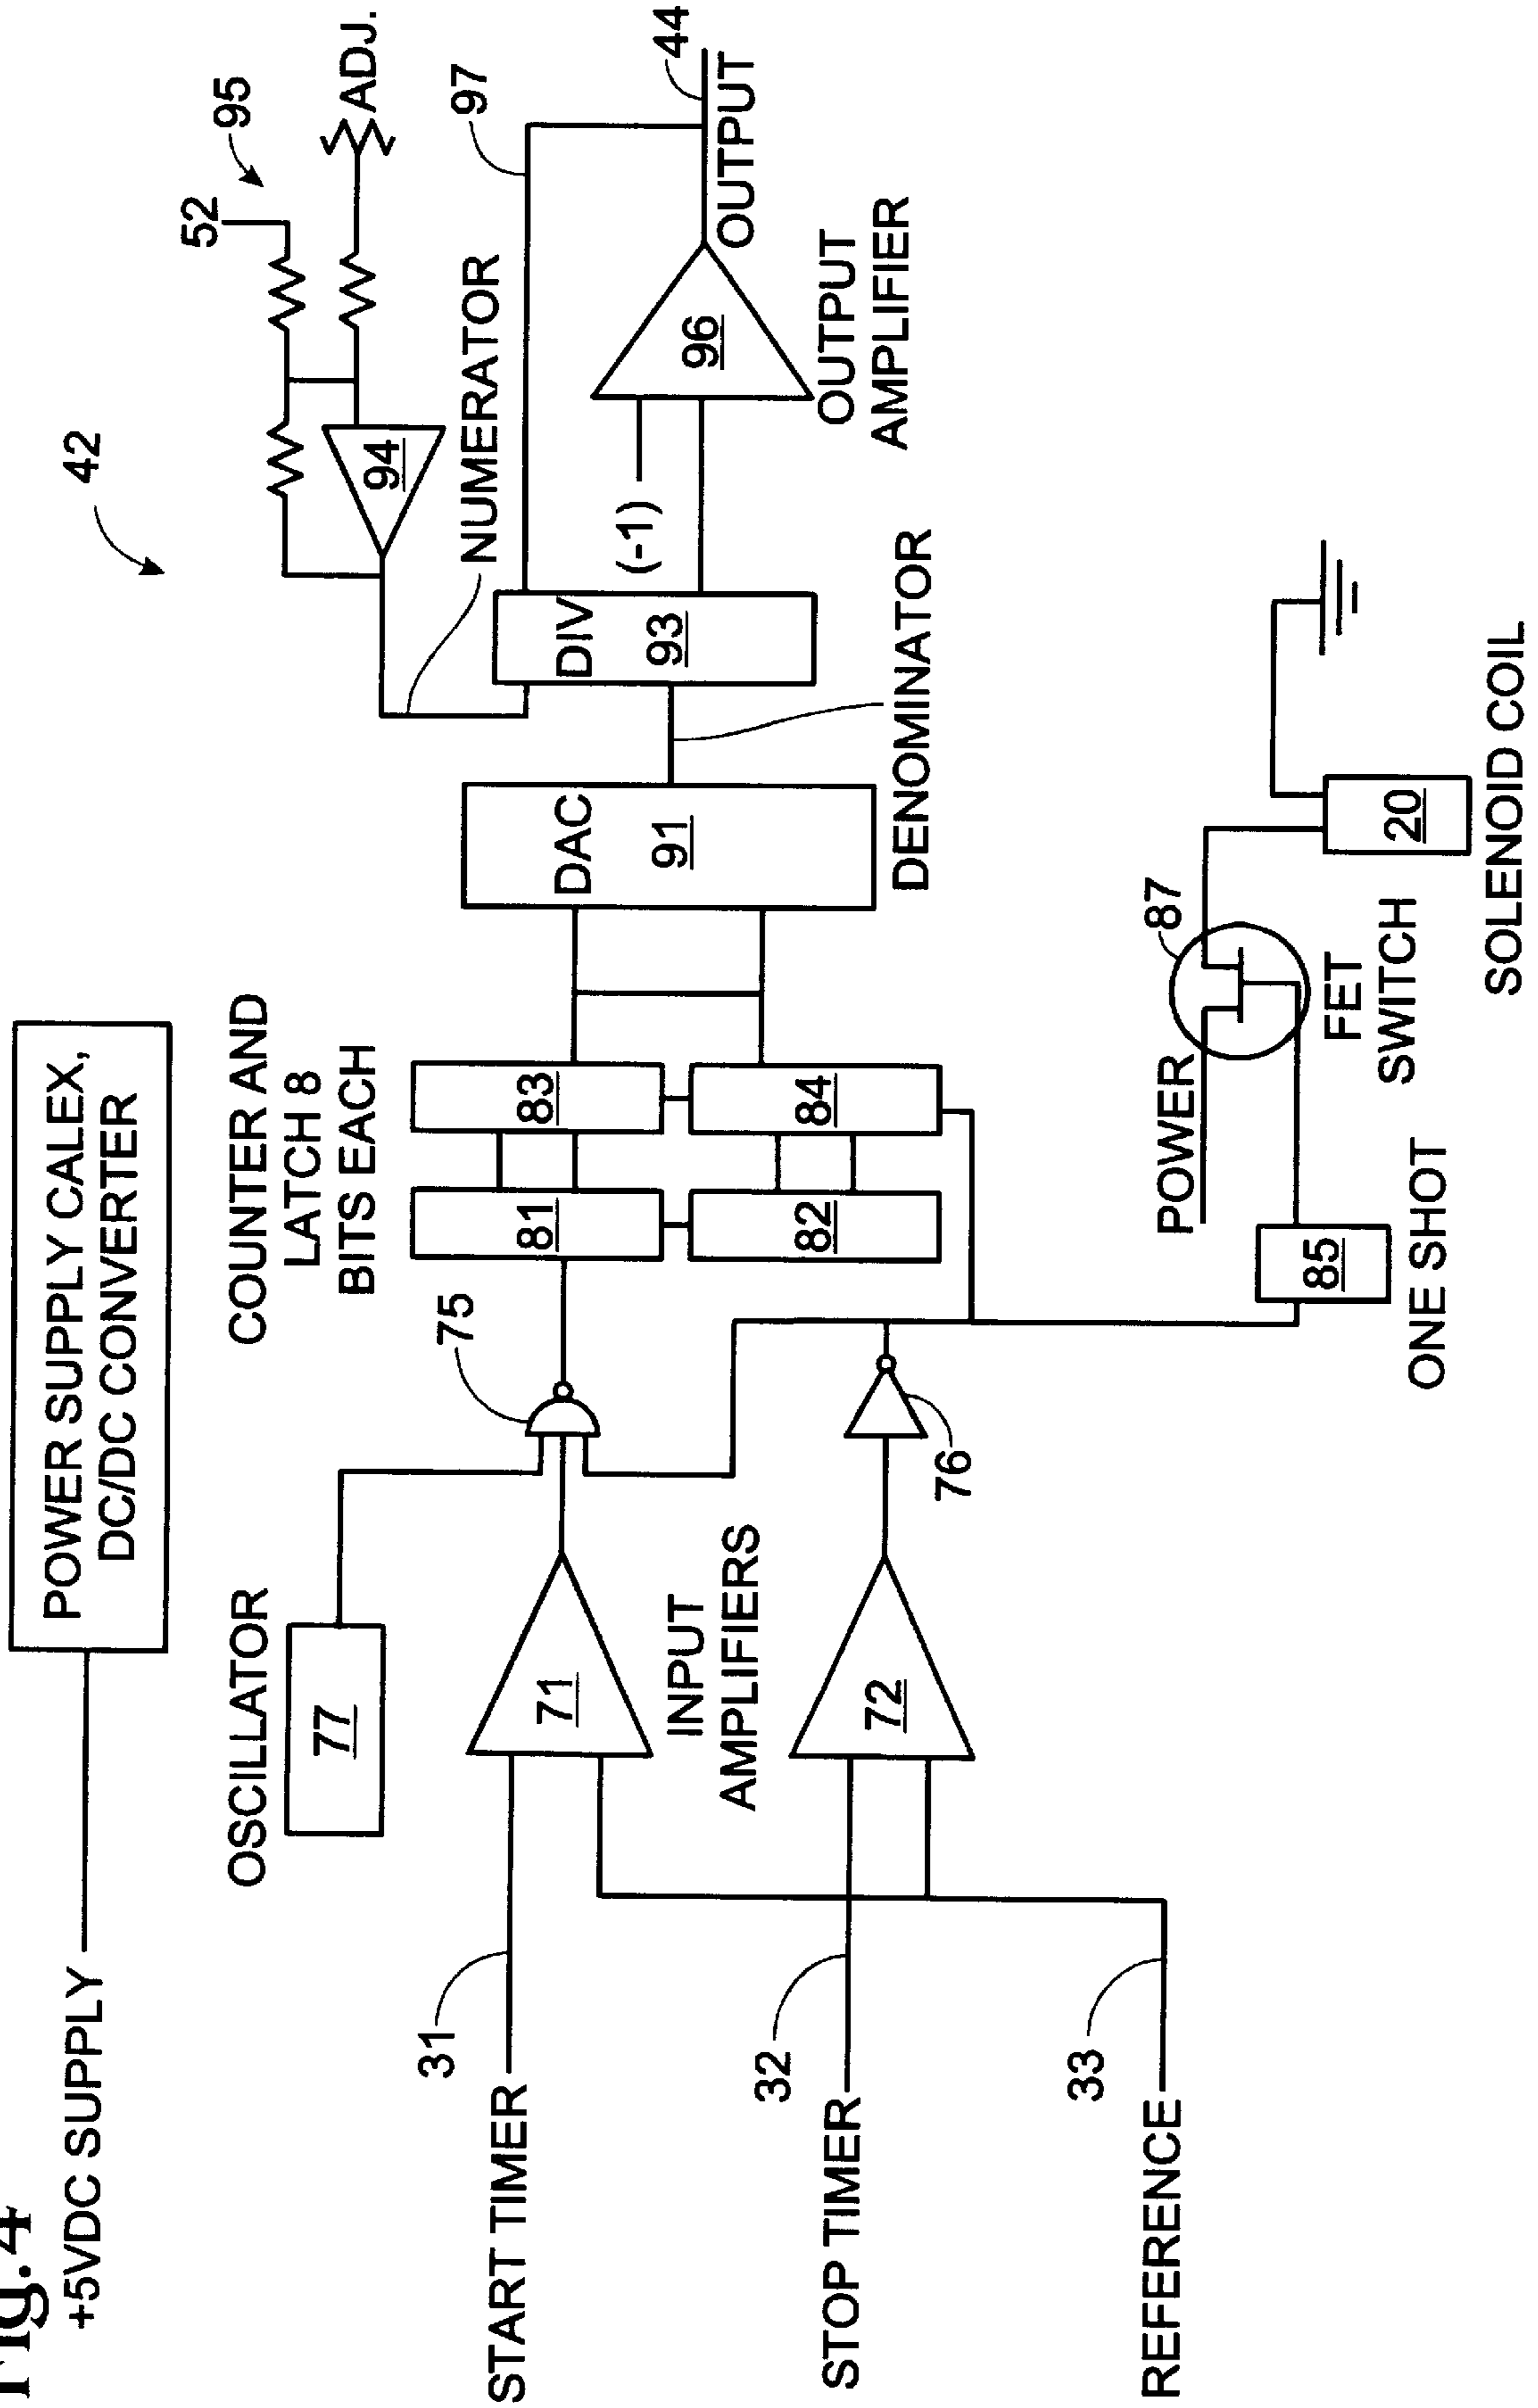 Fig. 4
+5VDC SUPPLY
POWER SUPPLY CALEX,
DC/DC CONVERTER
42
52
95
ADJ.
94
NUMERATOR
97
44
OUTPUT
OSCILLATOR
77
75
COUNTER AND
LATCH 8
BITS EACH
81
83
82
84
DAC
91
DIV
93
(-1)
96
OUTPUT
AMPLIFIER
DENOMINATOR
START TIMER
31
71
INPUT
AMPLIFIERS
STOP TIMER
32
72
76
REFERENCE
33
POWER
87
FET
SWITCH
85
ONE SHOT
20
SOLENOID COIL